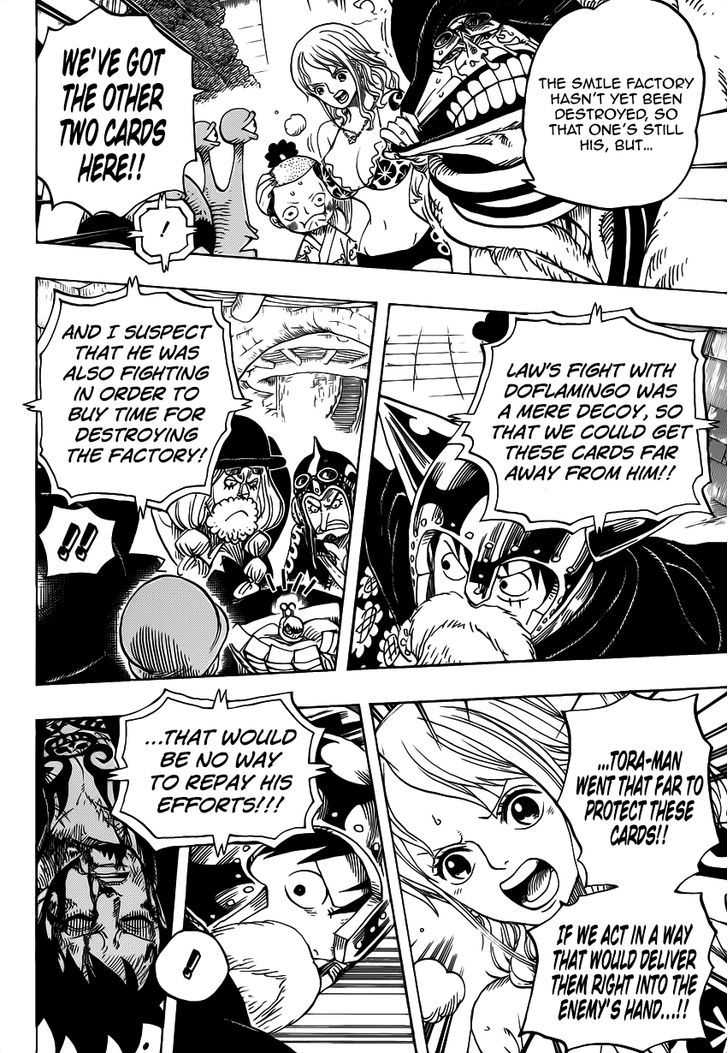 THE SMILE FACTORY
HASN'T YET BEEN
DESTROYED, SO
THAT ONE'S STILL
HIS, BUT...
WE'VE GOT
THE OTHER
TWO CARDS
HERE!!
!
LAW'S FIGHT WITH
DOFLAMINGO WAS
A MERE DECOY, SO
THAT WE COULD GET
THESE CARDS FAR
AWAY FROM HIM!!
AND I SUSPECT
THAT HE WAS
ALSO FIGHTING
IN ORDER TO
BUY TIME FOR
DESTROYING
THE FACTORY!
!!
...TORA-MAN
WENT THAT FAR TO
PROTECT THESE
CARDS!!
IF WE ACT IN A WAY
THAT WOULD DELIVER
THEM RIGHT INTO THE
ENEMY'S HAND...!!
...THAT WOULD
BE NO WAY
TO REPAY HIS
EFFORTS!!!
!